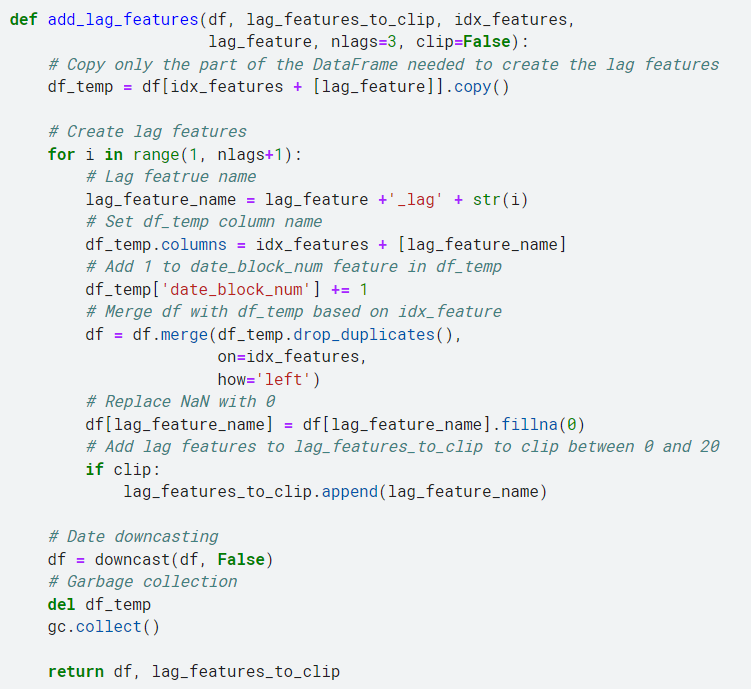 def add_lag_features(df, lag_features_to_clip, idx_features,
                     lag_feature, nlags=3, clip=False):
    # Copy only the part of the DataFrame needed to create the lag features
    df_temp = df[idx_features + [lag_feature]].copy()

    # Create lag features
    for i in range(1, nlags+1):
        # Lag featrue name
        lag_feature_name = lag_feature +'_lag' + str(i)
        # Set df_temp column name
        df_temp.columns = idx_features + [lag_feature_name]
        # Add 1 to date_block_num feature in df_temp
        df_temp['date_block_num'] += 1
        # Merge df with df_temp based on idx_feature
        df = df.merge(df_temp.drop_duplicates(),
                      on=idx_features,
                      how='left')
        # Replace NaN with 0
        df[lag_feature_name] = df[lag_feature_name].fillna(0)
        # Add lag features to lag_features_to_clip to clip between 0 and 20
        if clip:
            lag_features_to_clip.append(lag_feature_name)

    # Date downcasting
    df = downcast(df, False)
    # Garbage collection
    del df_temp
    gc.collect()

    return df, lag_features_to_clip